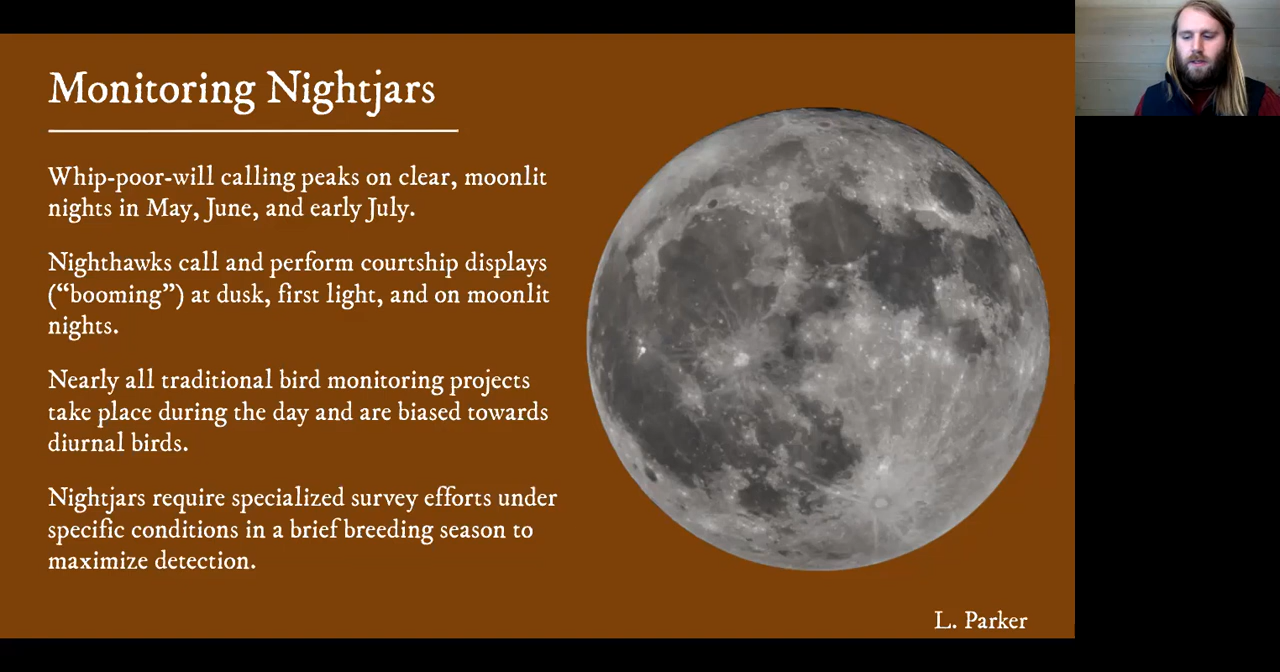 Monitoring Nightjars
Whip-poor-will calling peaks on clear, moonlit
nights in May, June, and early July.
Nighthawks call and perform courtship displays
(“booming”) at dusk, first light, and on moonlit
nights.
Nearly all traditional bird monitoring projects
take place during the day and are biased towards
diurnal birds.
Nightjars require specialized survey efforts under
specific conditions in a brief breeding season to
maximize detection.
L. Parker